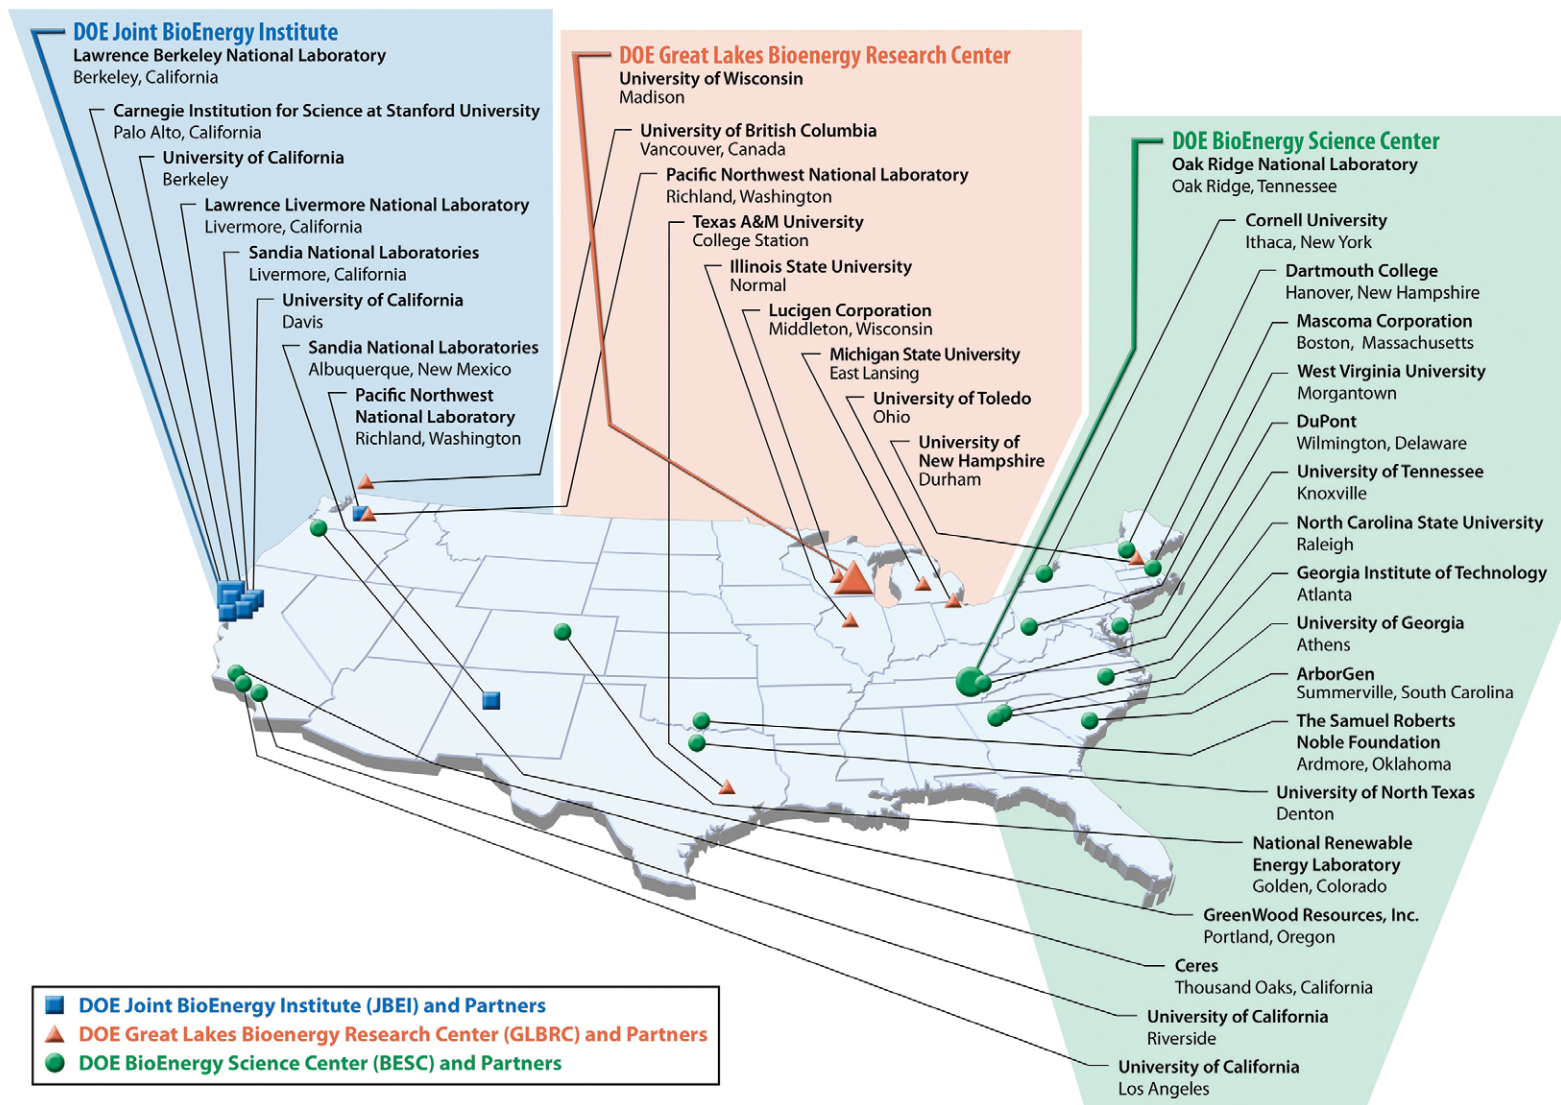 DOE Joint BioEnergy Institute
Lawrence Berkeley National Laboratory
Berkeley, California
Carnegie Institution for Science at Stanford University
Palo Alto, California
University of California
Berkeley
Lawrence Livermore National Laboratory
Livermore, California
Sandia National Laboratories
Livermore, California
University of California
Davis
Sandia National Laboratories
Albuquerque, New Mexico
Pacific Northwest
National Laboratory
Richland, Washington
DOE Great Lakes Bioenergy Research Center
University of Wisconsin
Madison
University of British Columbia
Vancouver, Canada
Pacific Northwest National Laboratory
Richland, Washington
Texas A&M University
College Station
Illinois State University
Normal
Lucigen Corporation
Middleton, Wisconsin
Michigan State University
East Lansing
University of Toledo
Ohio
University of
New Hampshire
Durham
DOE BioEnergy Science Center
Oak Ridge National Laboratory
Oak Ridge, Tennessee
Cornell University
Ithaca, New York
Dartmouth College
Hanover, New Hampshire
Mascoma Corporation
Boston, Massachusetts
West Virginia University
Morgantown
DuPont
Wilmington, Delaware
University of Tennessee
Knoxville
North Carolina State University
Raleigh
Georgia Institute of Technology
Atlanta
University of Georgia
Athens
ArborGen
Summerville, South Carolina
The Samuel Roberts
Noble Foundation
Ardmore, Oklahoma
University of North Texas
Denton
National Renewable
Energy Laboratory
Golden, Colorado
GreenWood Resources, Inc.
Portland, Oregon
Ceres
Thousand Oaks, California
University of California
Riverside
University of California
Los Angeles
DOE Joint BioEnergy Institute (JBEI) and Partners
DOE Great Lakes Bioenergy Research Center (GLBRC) and Partners
DOE BioEnergy Science Center (BESC) and Partners